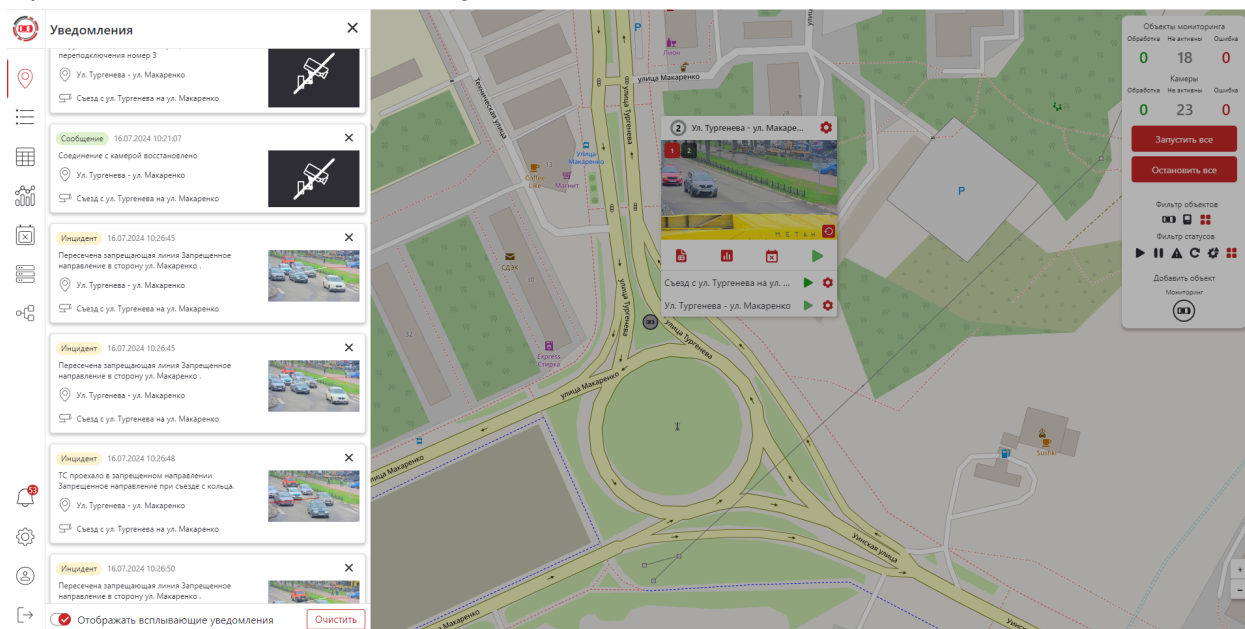 Уведомления
переподключения номер 3
Ул. Тургенева - ул. Макаренко
Съезд с ул. Тургенева на ул. Макаренко
Сообщение 16.07.2024 10:21:07
Соединение с камерой восстановлено
Ул. Тургенева - ул. Макаренко
Съезд с ул. Тургенева на ул. Макаренко
Инцидент 16.07.2024 10:26:45
Пересечена запрещающая линия Запрещенное
направление в сторону ул. Макаренко .
Ул. Тургенева - ул. Макаренко
Съезд с ул. Тургенева на ул. Макаренко
Инцидент 16.07.2024 10:26:45
Пересечена запрещающая линия Запрещенное
направление в сторону ул. Макаренко .
Ул. Тургенева - ул. Макаренко
Съезд с ул. Тургенева на ул. Макаренко
Инцидент 16.07.2024 10:26:48
ТС проехало в запрещенном направлении
Запрещенное направление при съезде с кольца.
Ул. Тургенева - ул. Макаренко
Съезд с ул. Тургенева на ул. Макаренко
Инцидент 16.07.2024 10:26:50
Пересечена запрещающая линия Запрещенное
направление в сторону ул. Макаренко .
53
Отображать всплывающие уведомления
Очистить
P
Лион
улица Макаренко
Техническая улица
улица Тургенева
Улица
Макаренко
13
Coffee
Like
Магнит
СДЭК
30
32
улица Тургенева
Express
Стирка
улица Тургенева
улица Макаренко
улица Макаренко
улица Макаренко
Уинская улица
Уинская улица
Sushki
P
2 Ул. Тургенева - ул. Макаре...
1 2
МЕТАН
Съезд с ул. Тургенева на ул. ...
Ул. Тургенева - ул. Макаренко
Объекты мониторинга
Обработка Не активны Ошибка
0 18 0
Камеры
Обработка Не активны Ошибка
0 23 0
Запустить все
Остановить все
Фильтр объектов
Фильтр статусов
Добавить объект
Мониторинг
+
-